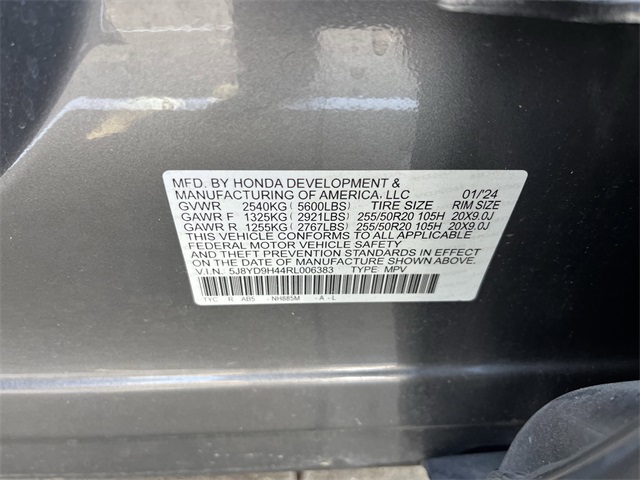 MFD. BY HONDA DEVELOPMENT &
MANUFACTURING OF AMERICA, LLC 01/'24
GVWR 2540KG (5600LBS) TIRE SIZE RIM SIZE
GAWR F 1325KG ( 2921LBS) 255/50R20 105H 20X9.0J
GAWR R 1255KG ( 2767LBS) 255/50R20 105H 20X9.0J
THIS VEHICLE CONFORMS TO ALL APPLICABLE
FEDERAL MOTOR VEHICLE SAFETY
AND THEFT PREVENTION STANDARDS IN EFFECT
ON THE DATE OF MANUFACTURE SHOWN ABOVE.
V.I.N. 5J8YD9H44RL006383 TYPE: MPV
TYC R AB5 - NH885M - A - L